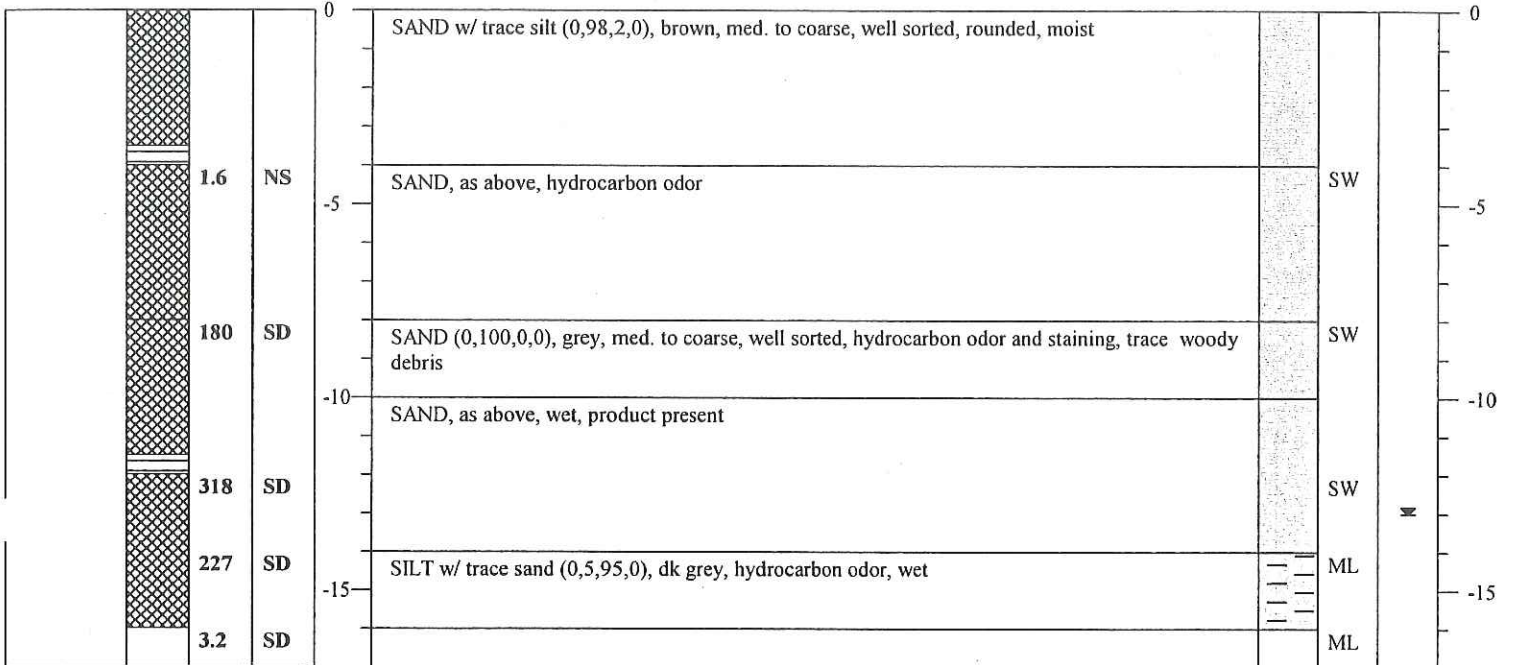 0
SAND w/ trace silt (0,98,2,0), brown, med. to coarse, well sorted, rounded, moist
0
1.6 NS
SAND, as above, hydrocarbon odor
SW
-5
-5
180 SD
SAND (0,100,0,0), grey, med. to coarse, well sorted, hydrocarbon odor and staining, trace woody
debris
SW
-10
-10
SAND, as above, wet, product present
318 SD
SW
227 SD
SILT w/ trace sand (0,5,95,0), dk grey, hydrocarbon odor, wet
ML
-15
-15
3.2 SD
ML